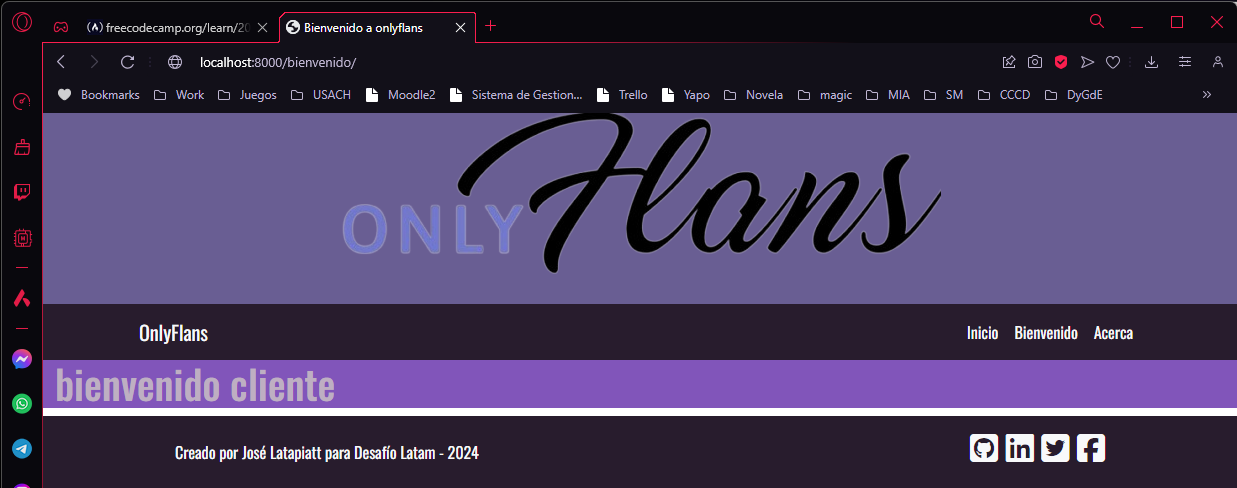 freecodecamp.org/learn/20
Bienvenido a onlyflans
localhost:8000/bienvenido/
Bookmarks Work Juegos USACH Moodle2 Sistema de Gestion... Trello Yapo Novela magic MIA SM CCCD DyGdE
ONLY Flans
OnlyFlans
Inicio Bienvenido Acerca
bienvenido cliente
Creado por José Latapiatt para Desafío Latam - 2024